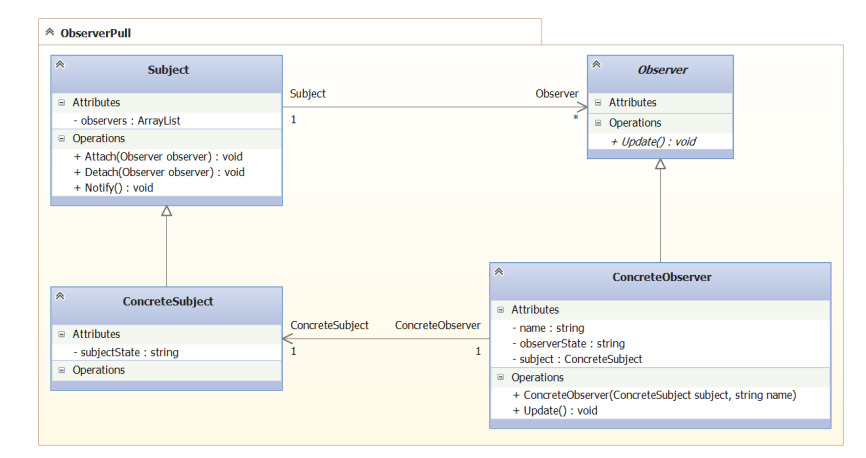 ObserverPull
Subject
Attributes
- observers : ArrayList
Operations
+ Attach(Observer observer) : void
+ Detach(Observer observer) : void
+ Notify() : void
Subject
Observer
1
*
Observer
Attributes
Operations
+ Update() : void
ConcreteSubject
Attributes
- subjectState : string
Operations
ConcreteSubject
ConcreteObserver
1
1
ConcreteObserver
Attributes
- name : string
- observerState : string
- subject : ConcreteSubject
Operations
+ ConcreteObserver(ConcreteSubject subject, string name)
+ Update() : void